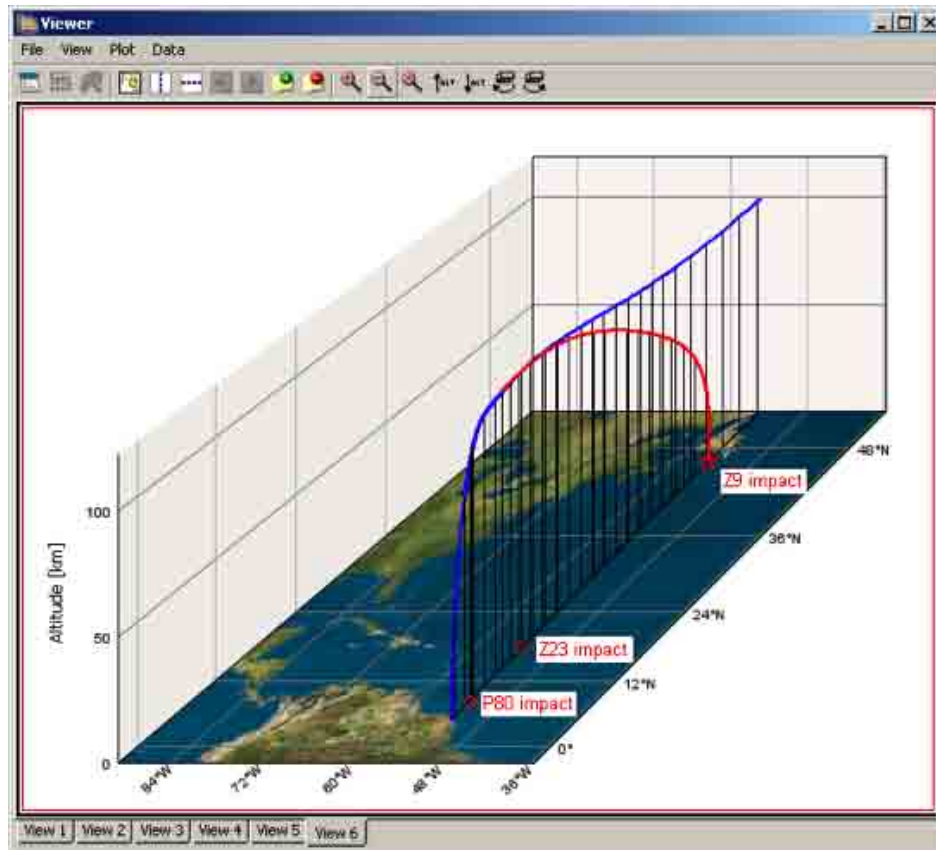 Viewer
File View Plot Data
100
50
0
Altitude [km]
84°W
72°W
60°W
48°W
36°W
0°
12°N
24°N
36°N
48°N
Z9 impact
Z23 impact
P80 impact
View 1 View 2 View 3 View 4 View 5 View 6